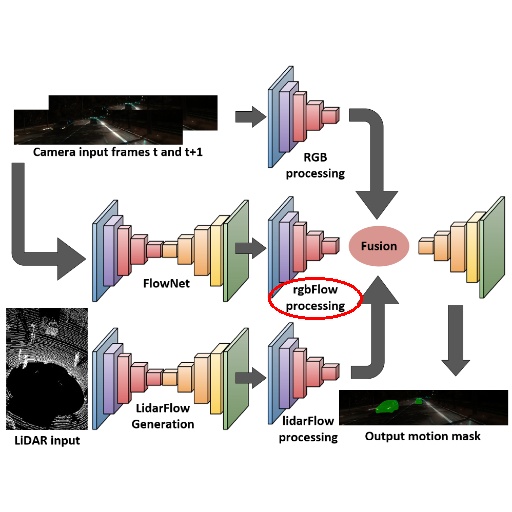 Camera input frames t and t+1
RGB
processing
FlowNet
rgbFlow
processing
Fusion
LiDAR input
LidarFlow
Generation
lidarFlow
processing
Output motion mask